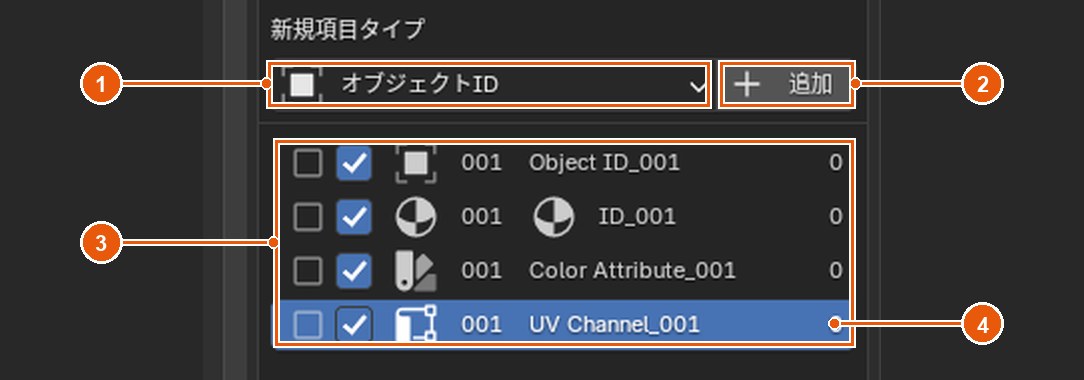 新規項目タイプ
1 オブジェクトID 追加 2
001 Object ID_001 0
001 ID_001 0
3
001 Color Attribute_001 0
001 UV Channel_001 4